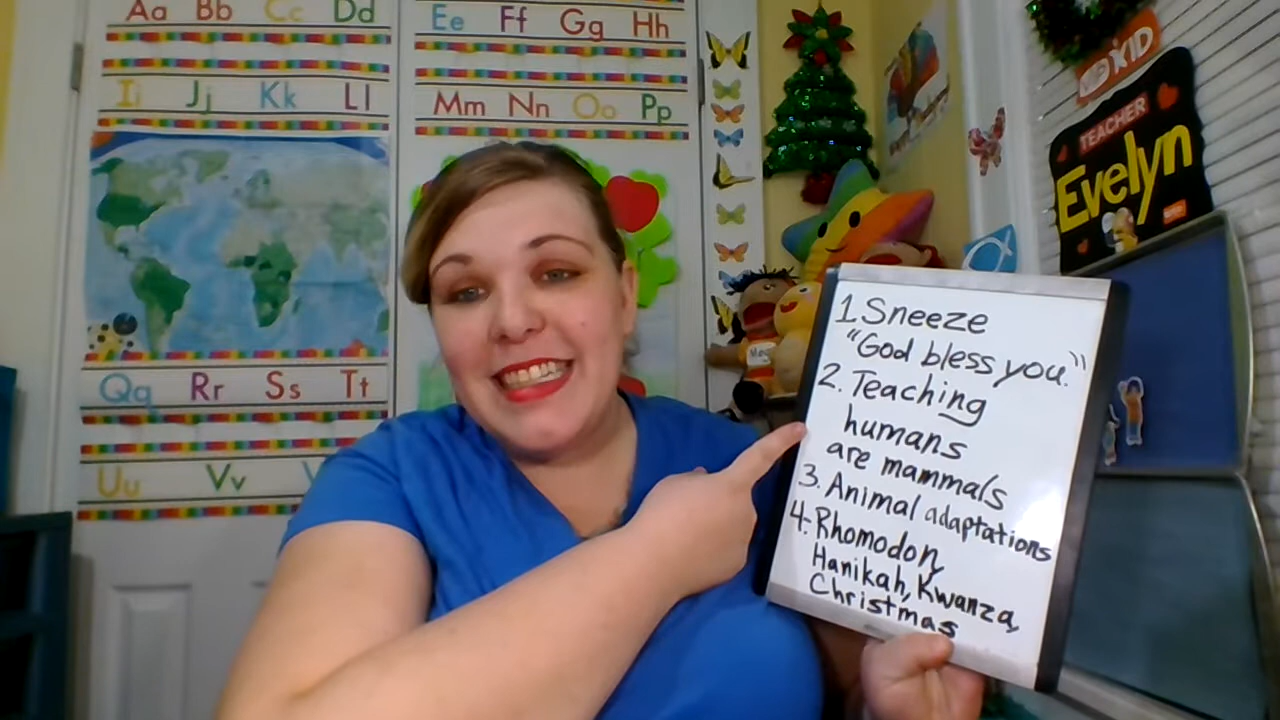 Aa Bb Cc Dd
Ee Ff Gg Hh
Ii Jj Kk Ll
Mm Nn Oo Pp
Qq Rr Ss Tt
Uu Vv
VIPKID
TEACHER
Evelyn
1. Sneeze
"God bless you."
2. Teaching
humans
are mammals
3. Animal adaptations
4. Rhomodon,
Hanikah, Kwanza,
Christmas